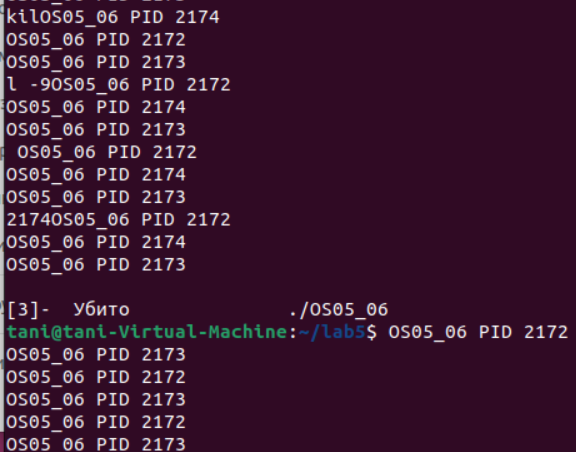 kilOS05_06 PID 2174
OS05_06 PID 2172
OS05_06 PID 2173
l -9OS05_06 PID 2172
OS05_06 PID 2174
OS05_06 PID 2173
 OS05_06 PID 2172
OS05_06 PID 2174
OS05_06 PID 2173
2174OS05_06 PID 2172
OS05_06 PID 2174
OS05_06 PID 2173
[3]-  Убито              ./OS05_06
tani@tani-Virtual-Machine:~/lab5$ OS05_06 PID 2172
OS05_06 PID 2173
OS05_06 PID 2172
OS05_06 PID 2173
OS05_06 PID 2172
OS05_06 PID 2173